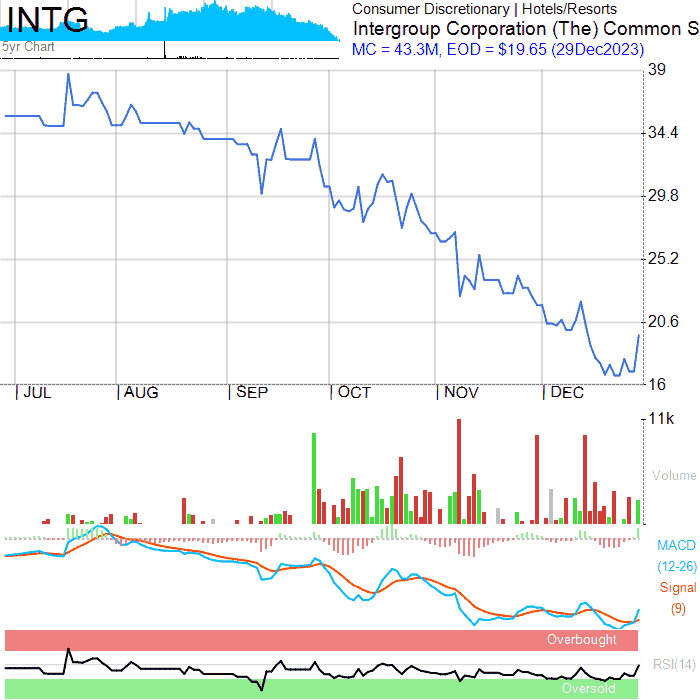 INTG
5yr Chart
Consumer Discretionary | Hotels/Resorts
Intergroup Corporation (The) Common S
MC = 43.3M, EOD = $19.65 (29Dec2023)
39
34.4
29.8
25.2
20.6
16
| JUL | AUG | SEP | OCT | NOV | DEC
11k
Volume
MACD
(12-26)
Signal
(9)
Overbought
RSI(14)
Oversold